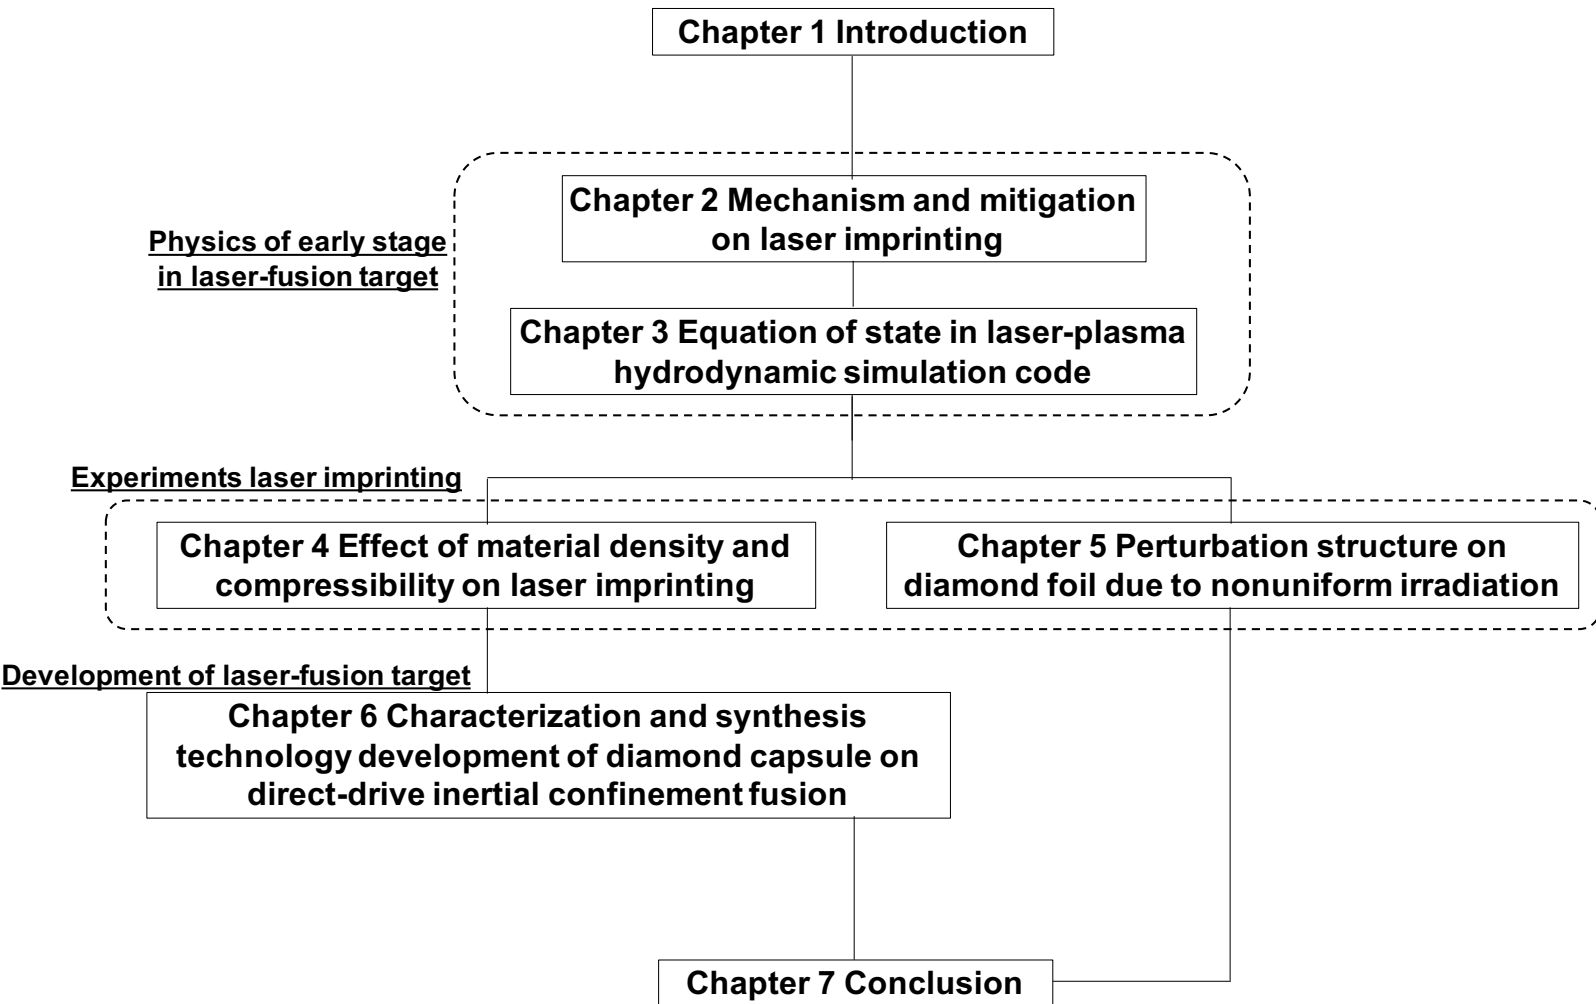 Chapter 1 Introduction
Physics of early stage
in laser-fusion target
Chapter 2 Mechanism and mitigation
on laser imprinting
Chapter 3 Equation of state in laser-plasma
hydrodynamic simulation code
Experiments laser imprinting
Chapter 4 Effect of material density and
compressibility on laser imprinting
Chapter 5 Perturbation structure on
diamond foil due to nonuniform irradiation
Development of laser-fusion target
Chapter 6 Characterization and synthesis
technology development of diamond capsule on
direct-drive inertial confinement fusion
Chapter 7 Conclusion